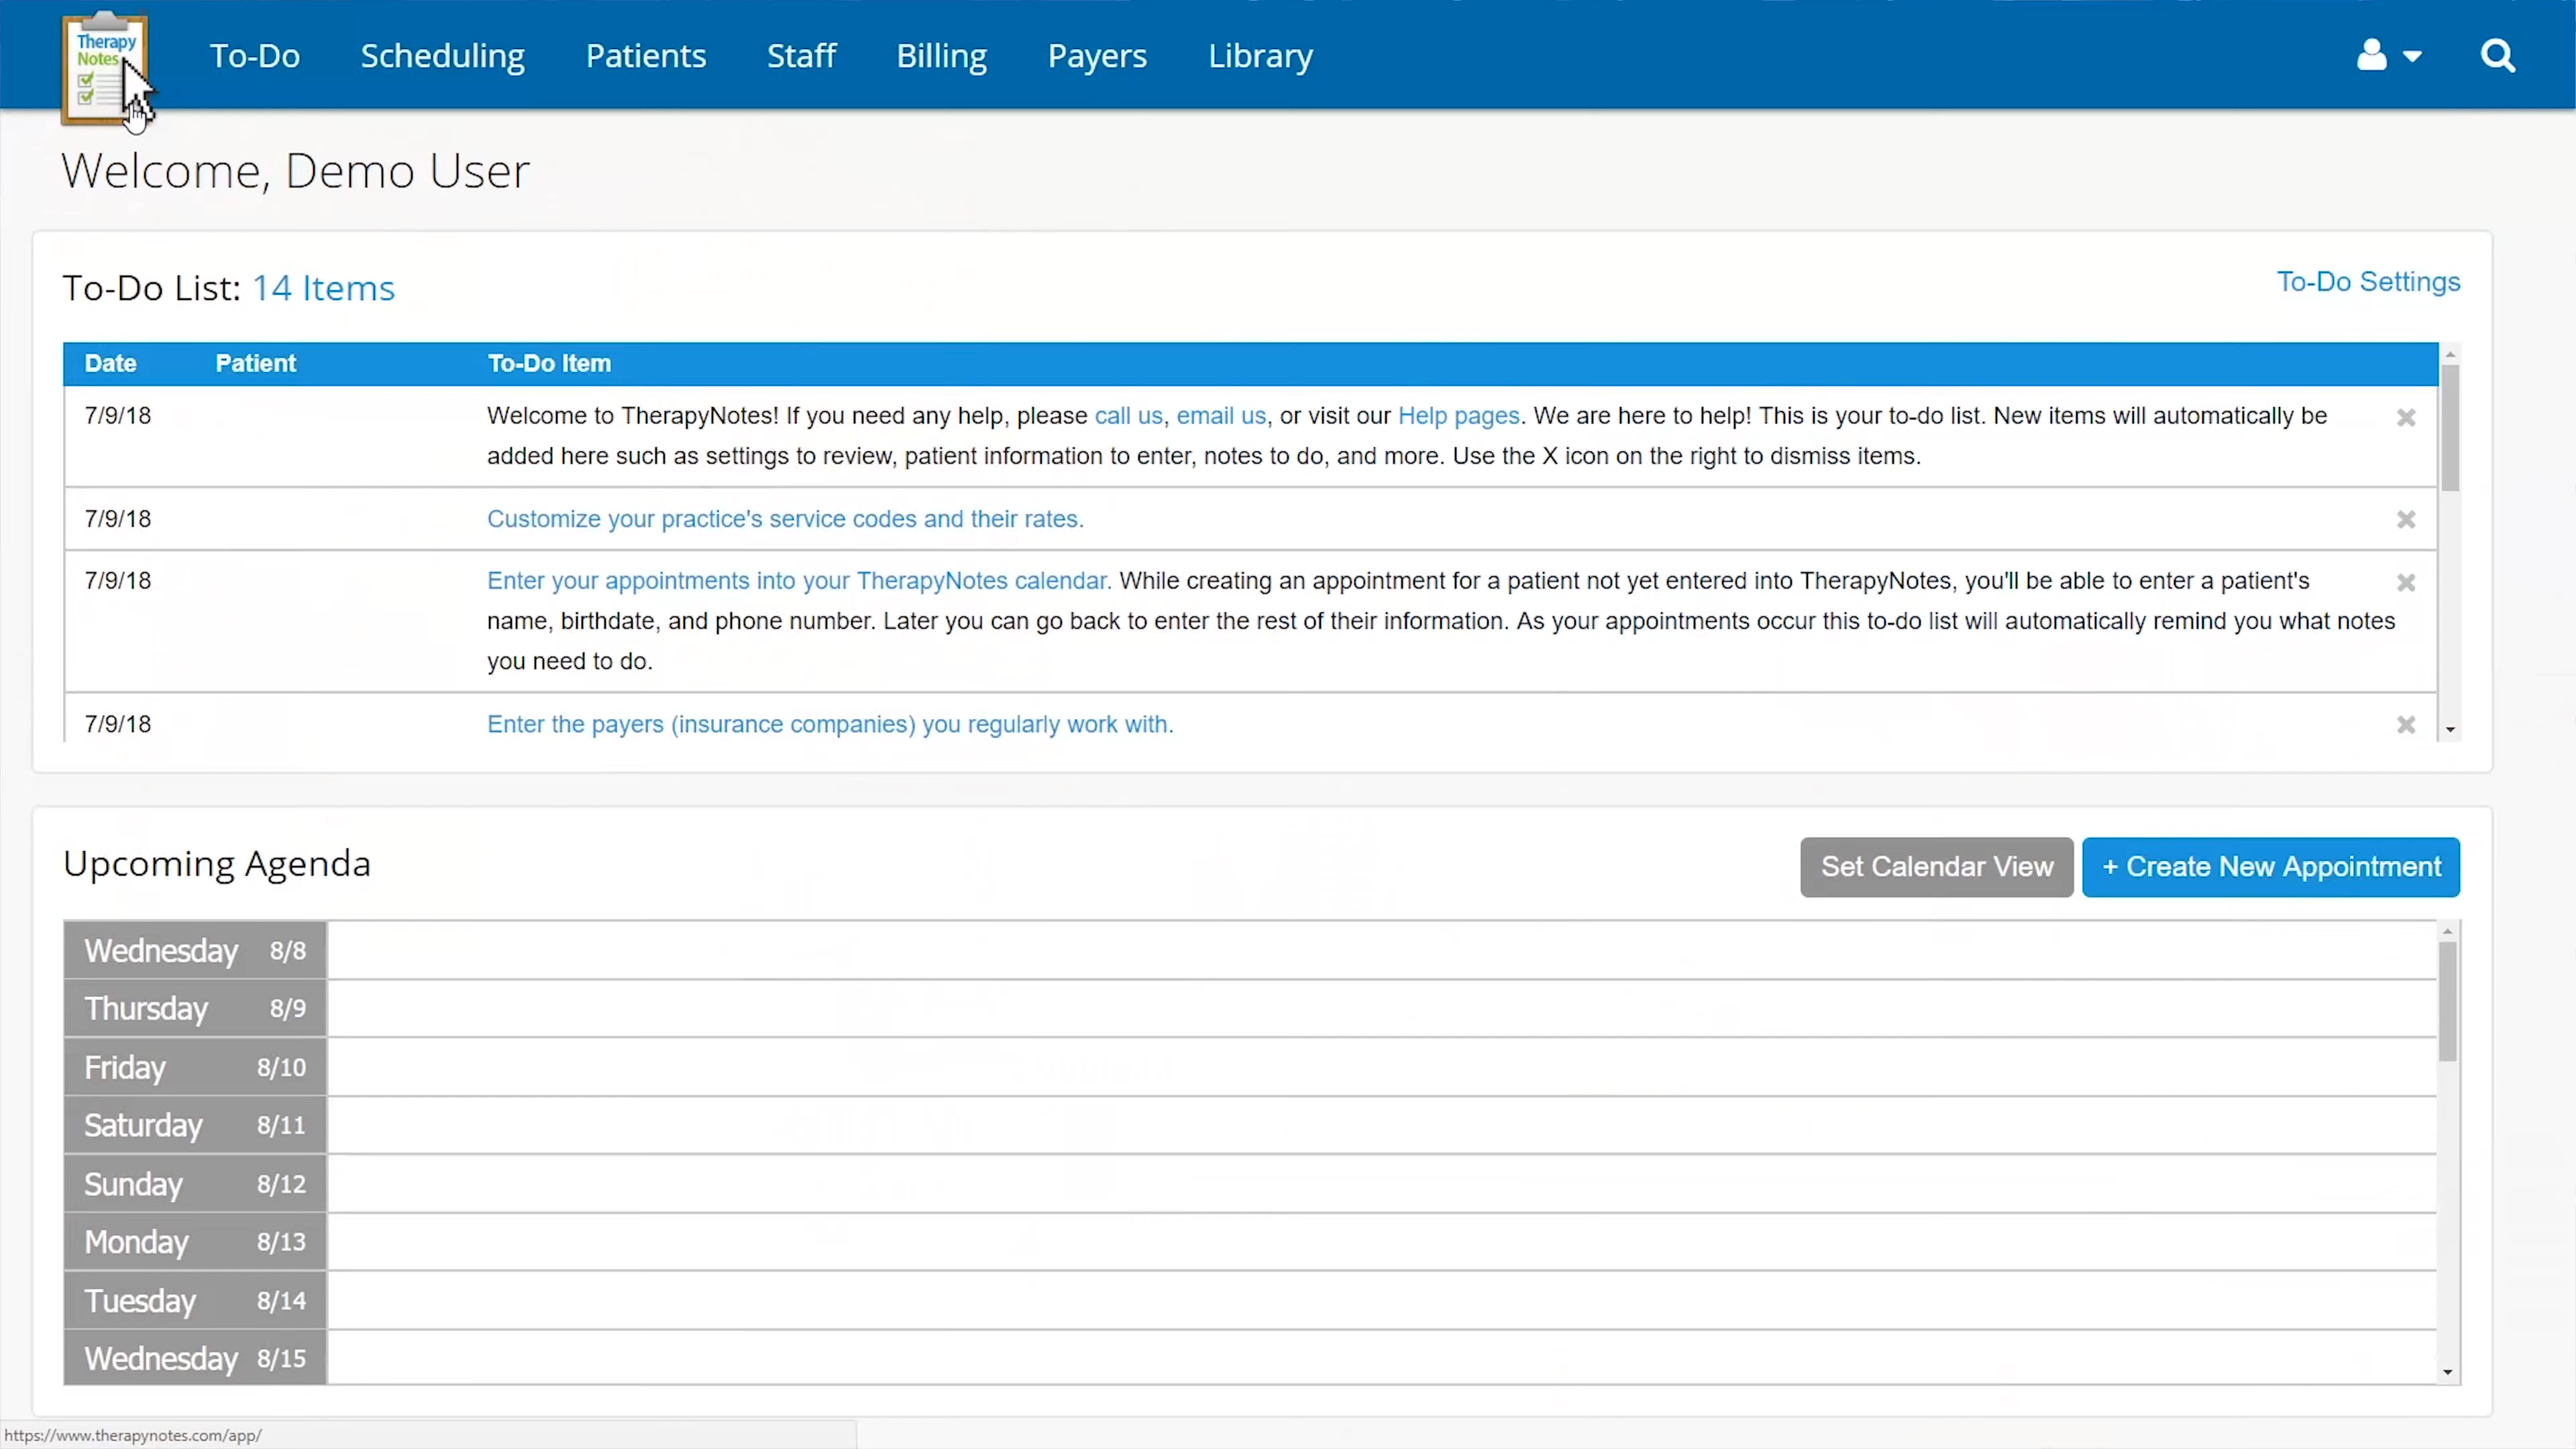 Therapy
Notes
To-Do Scheduling Patients Staff Billing Payers Library
Welcome, Demo User
To-Do List: 14 Items
To-Do Settings
Date Patient To-Do Item
7/9/18 Welcome to TherapyNotes! If you need any help, please call us, email us, or visit our Help pages. We are here to help! This is your to-do list. New items will automatically be
added here such as settings to review, patient information to enter, notes to do, and more. Use the X icon on the right to dismiss items.
7/9/18 Customize your practice's service codes and their rates.
7/9/18 Enter your appointments into your TherapyNotes calendar. While creating an appointment for a patient not yet entered into TherapyNotes, you'll be able to enter a patient's
name, birthdate, and phone number. Later you can go back to enter the rest of their information. As your appointments occur this to-do list will automatically remind you what notes
you need to do.
7/9/18 Enter the payers (insurance companies) you regularly work with.
Upcoming Agenda
Set Calendar View + Create New Appointment
Wednesday 8/8
Thursday 8/9
Friday 8/10
Saturday 8/11
Sunday 8/12
Monday 8/13
Tuesday 8/14
Wednesday 8/15
https://www.therapynotes.com/app/